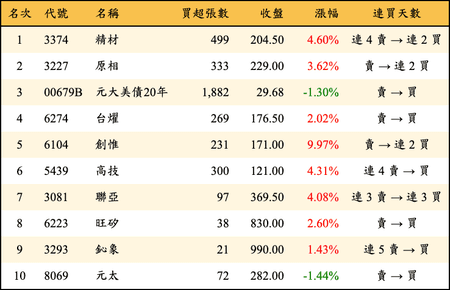 名次 代號 名稱 買超張數 收盤 漲幅 連買天數
1 3374 精材 499 204.50 4.60% 連 4 賣 → 連 2 買
2 3227 原相 333 229.00 3.62% 賣 → 連 2 買
3 00679B 元大美債20年 1,882 29.68 -1.30% 賣 → 買
4 6274 台燿 269 176.50 2.02% 賣 → 買
5 6104 創惟 231 171.00 9.97% 賣 → 連 2 買
6 5439 高技 300 121.00 4.31% 連 4 賣 → 買
7 3081 聯亞 97 369.50 4.08% 連 3 賣 → 連 3 買
8 6223 旺矽 38 830.00 2.60% 賣 → 買
9 3293 鈊象 21 990.00 1.43% 連 5 賣 → 買
10 8069 元太 72 282.00 -1.44% 賣 → 買